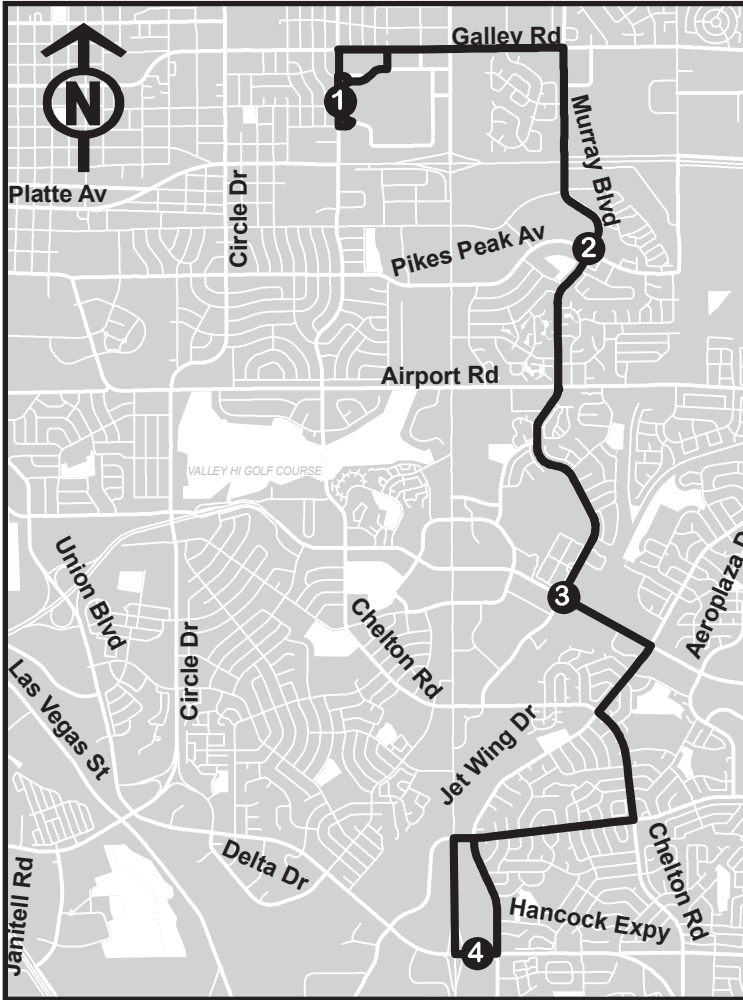 Galley Rd
N
1
Murray Blvd
Platte Av
Circle Dr
Pikes Peak Av
2
Airport Rd
VALLEY HI GOLF COURSE
Union Blvd
3
Aeroplaza D
Chelton Rd
Circle Dr
Las Vegas St
Jet Wing Dr
Delta Dr
Chelton Rd
Janitell Rd
Hancock Expy
4